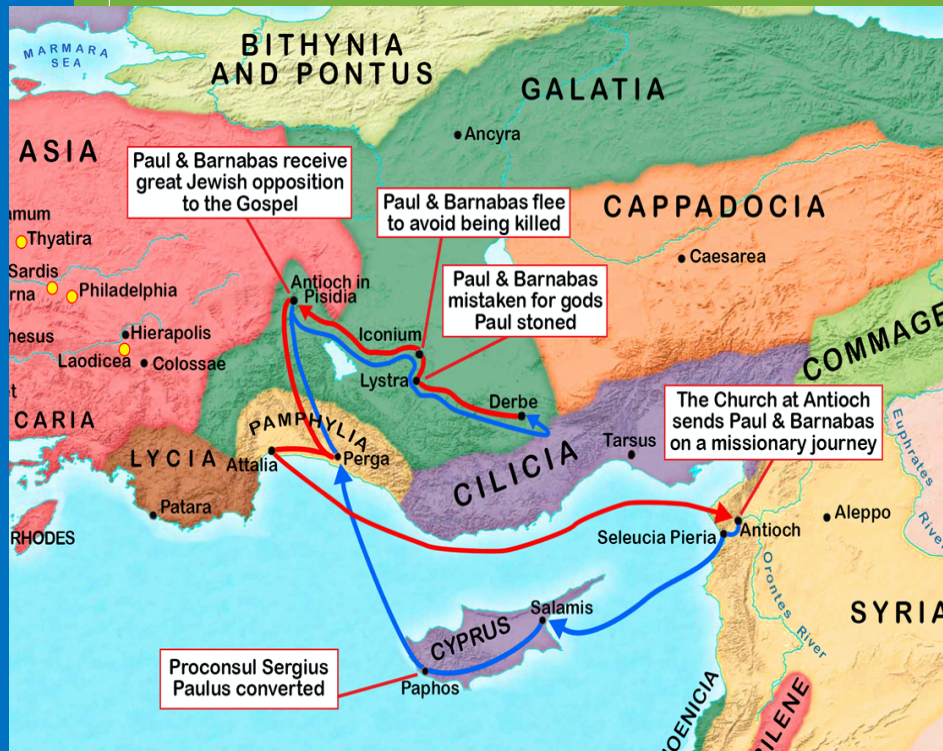 MARMARA
SEA
BITHYNIA
AND PONTUS
GALATIA
Ancyra
ASIA
Paul & Barnabas receive
great Jewish opposition
to the Gospel
Paul & Barnabas flee
to avoid being killed
CAPPADOCIA
amum
Thyatira
Caesarea
Sardis
rna
Philadelphia
Antioch in
Pisidia
Paul & Barnabas
mistaken for gods
Paul stoned
hesus
Hierapolis
Iconium
Laodicea
Colossae
Lystra
COMMAGE
et
CARIA
Derbe
The Church at Antioch
sends Paul & Barnabas
on a missionary journey
PAMPHYLIA
LYCIA
Attalia
Perga
CILICIA
Tarsus
Euphrates
River
Patara
Aleppo
RHODES
Seleucia Pieria
Antioch
Orontes River
Salamis
SYRIA
CYPRUS
Proconsul Sergius
Paulus converted
Paphos
HOENICIA
BILENE